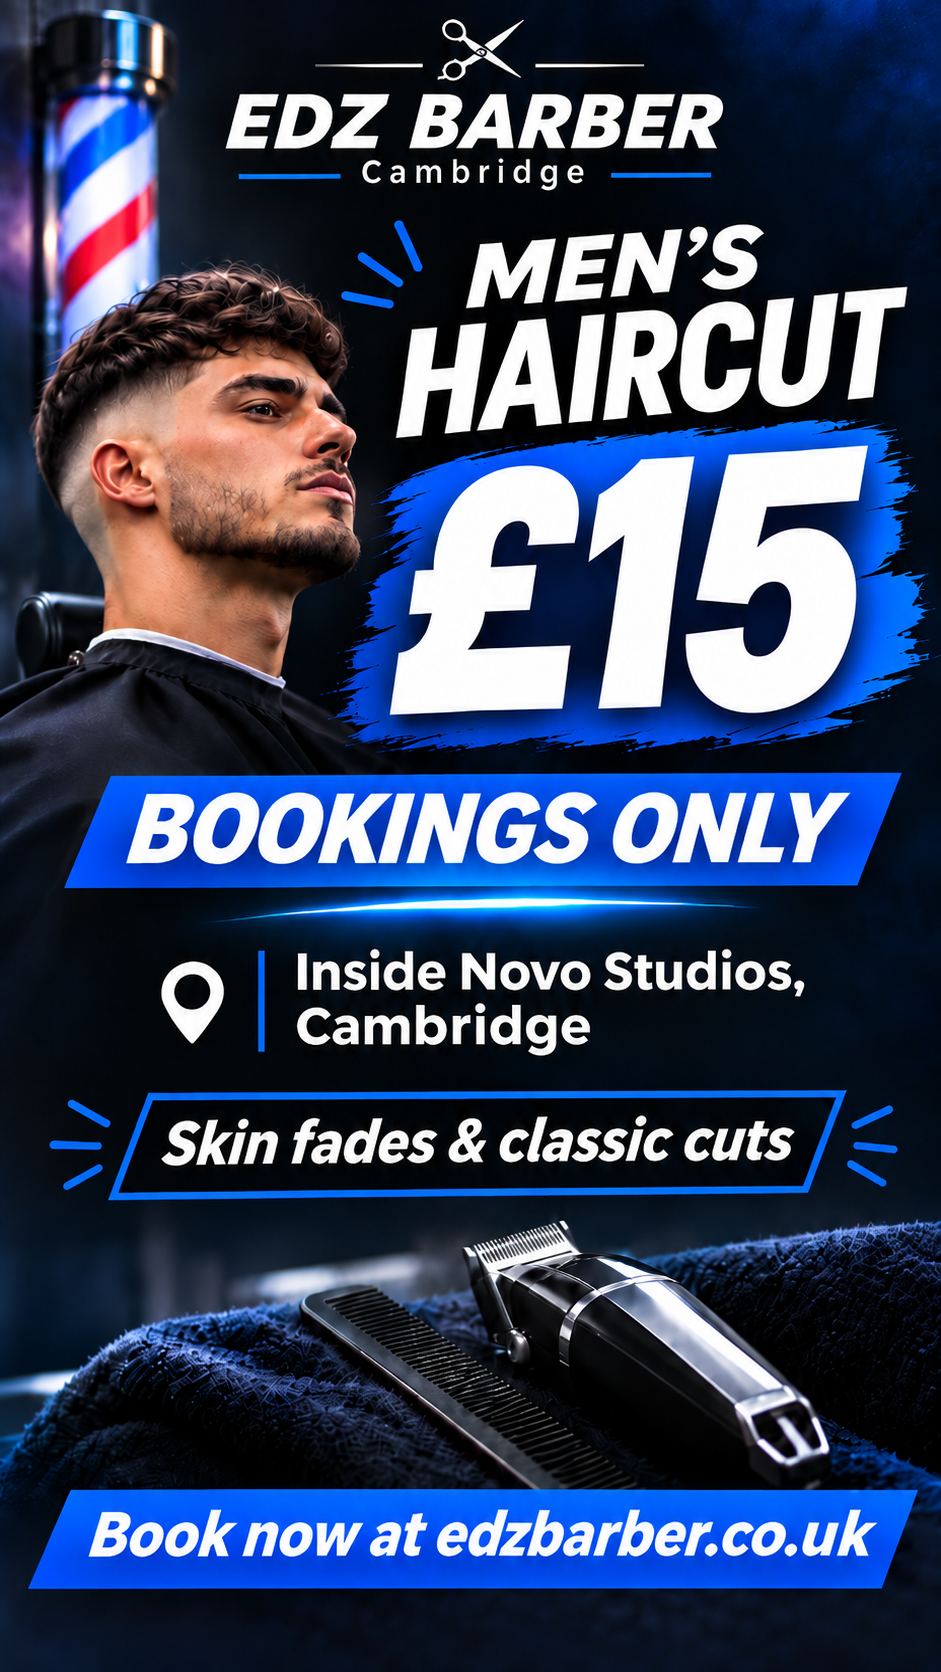 EDZ BARBER
Cambridge
MEN'S
HAIRCUT
£15
BOOKINGS ONLY
Inside Novo Studios,
Cambridge
Skin fades & classic cuts
Book now at edzbarber.co.uk